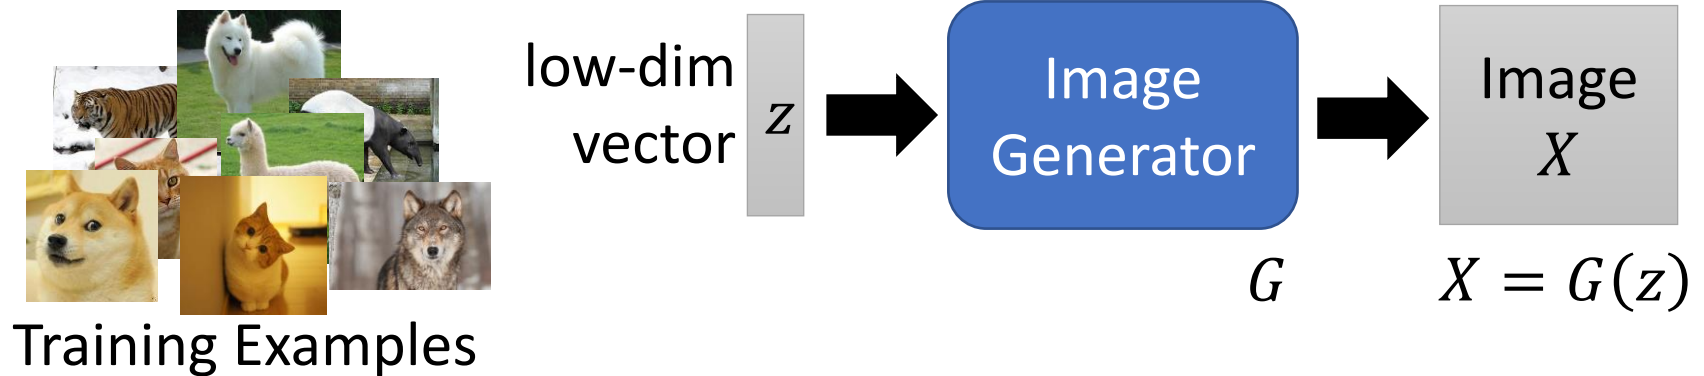 low-dim
vector
z
Image
Generator
Image
X
G
X = G(z)
Training Examples